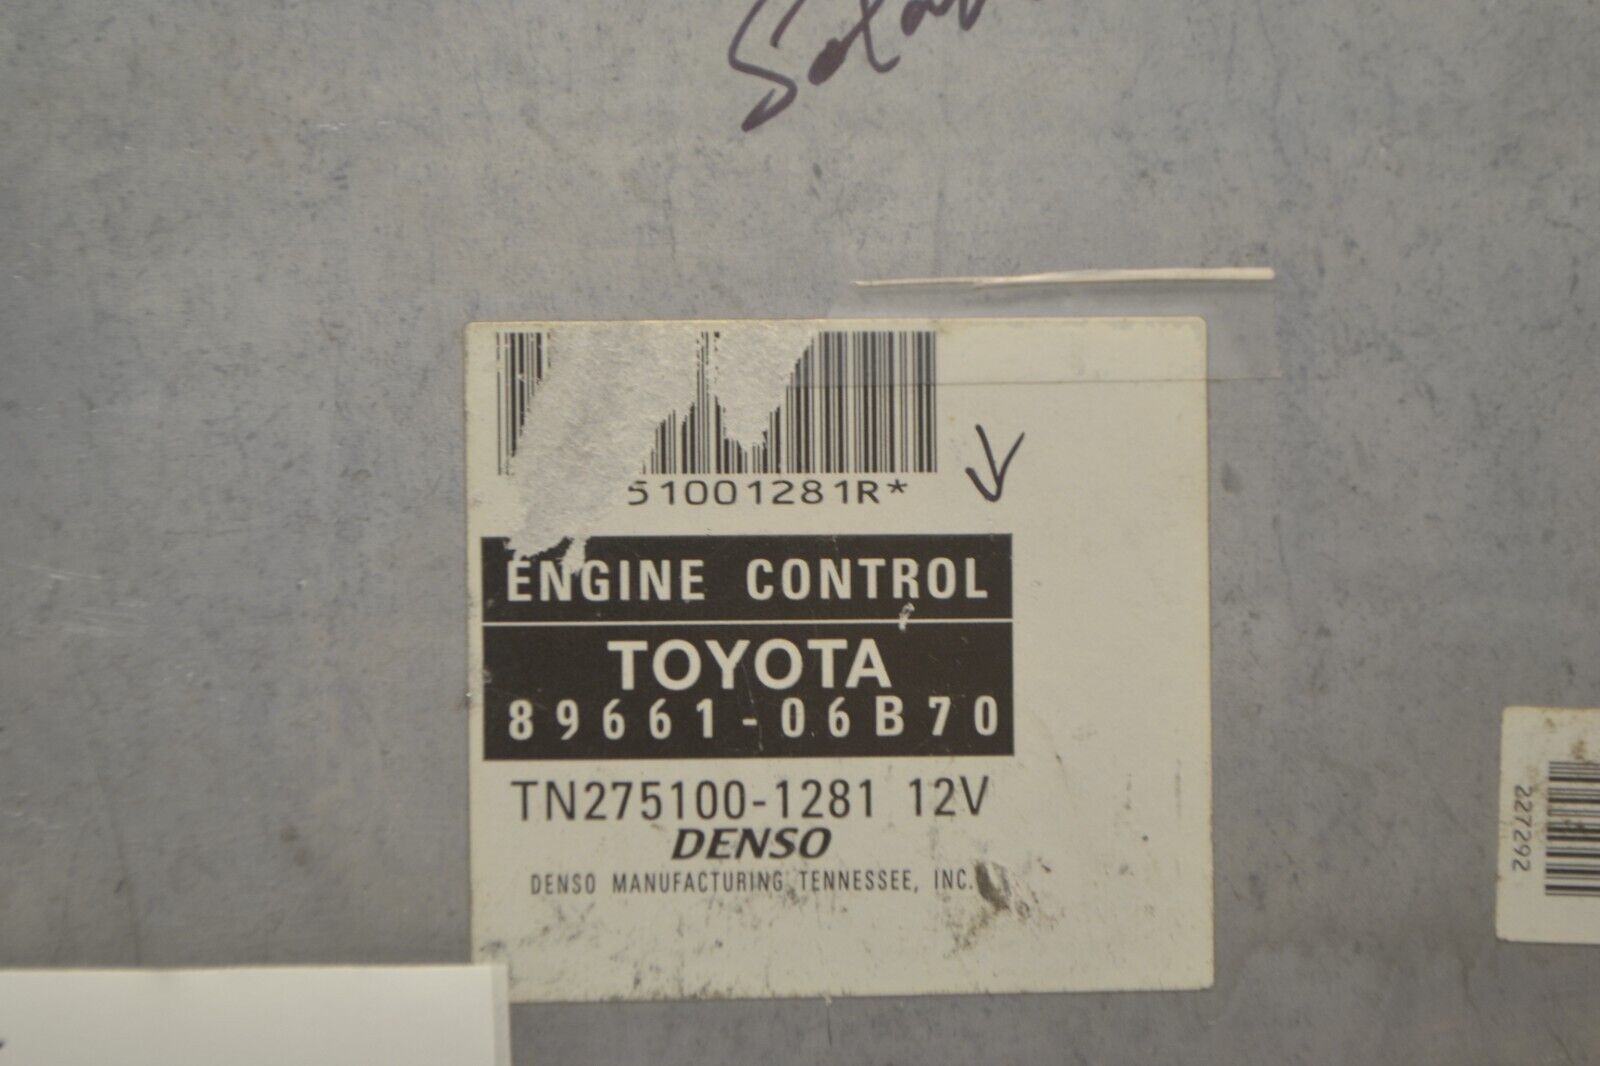 51001281R*
ENGINE CONTROL
TOYOTA
89661-06B70
TN275100-1281 12V
DENSO
DENSO MANUFACTURING TENNESSEE, INC.
227292